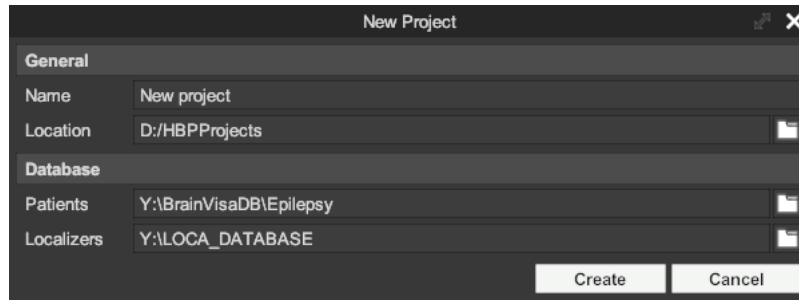 New Project
General
Name New project
Location D:/HBPProjects
Database
Patients Y:\BrainVisaDB\Epilepsy
Localizers Y:\LOCA_DATABASE
Create Cancel